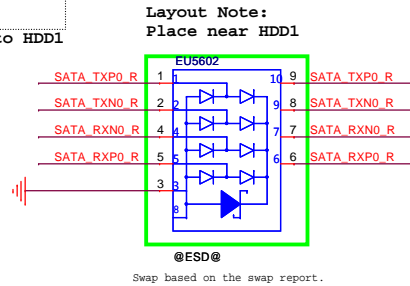 Layout Note:
to HDD1 Place near HDD1
EU5602
SATA_TXP0_R 1 1 10 9 SATA_TXP0_R
SATA_TXN0_R 2 2 9 8 SATA_TXN0_R
SATA_RXN0_R 4 4 7 7 SATA_RXN0_R
SATA_RXP0_R 5 5 6 6 SATA_RXP0_R
3 3
8
@ESD@
Swap based on the swap report.